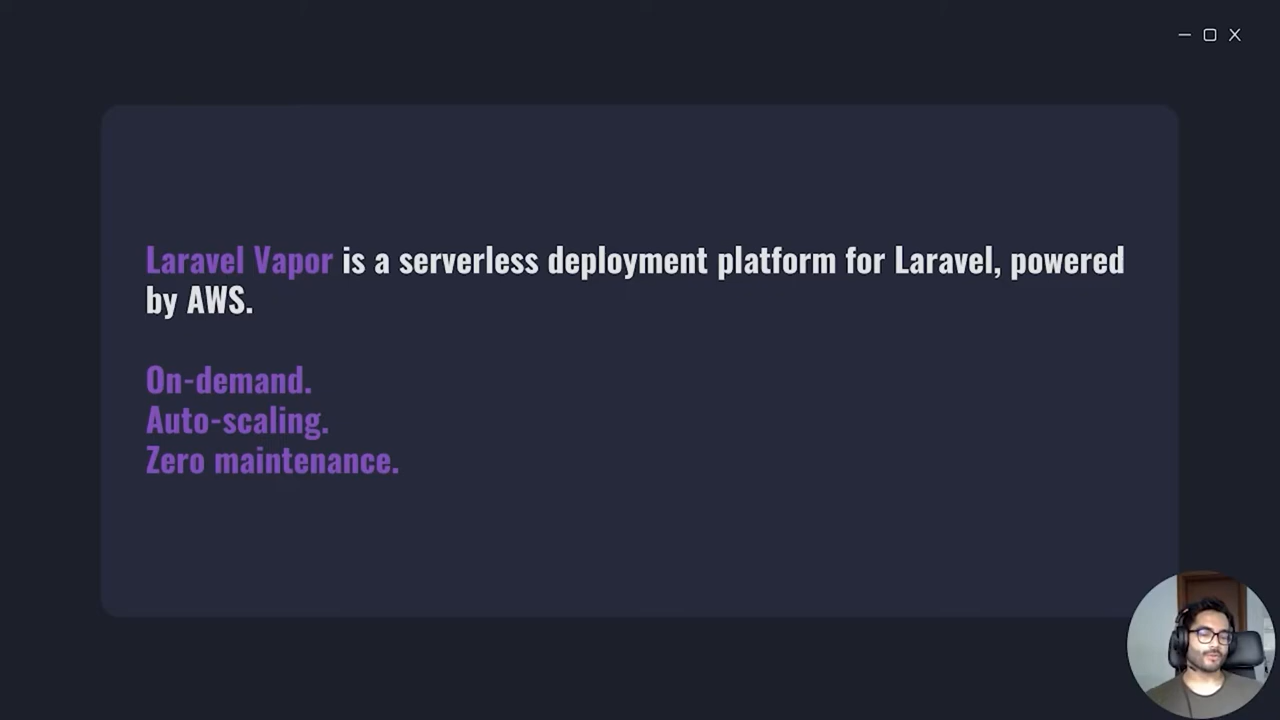 Laravel Vapor is a serverless deployment platform for Laravel, powered
by AWS.
On-demand.
Auto-scaling.
Zero maintenance.